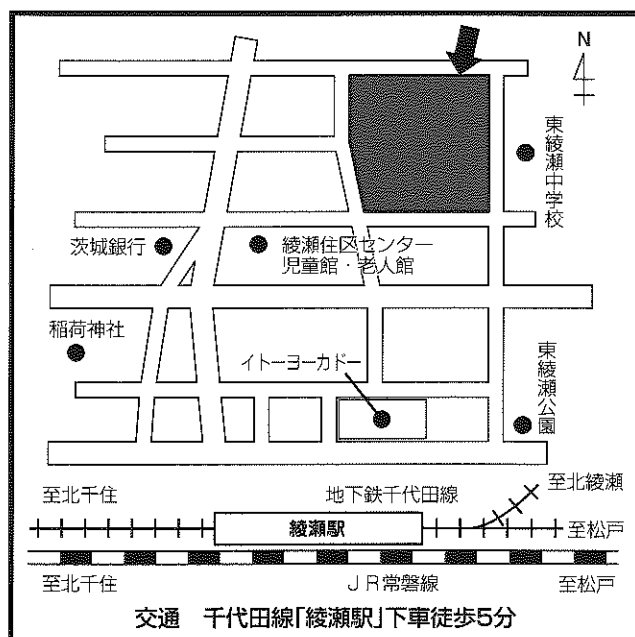 N
東綾瀬中学校
茨城銀行
綾瀬住区センター
児童館・老人館
稲荷神社
イトーヨーカドー
東綾瀬公園
至北千住
地下鉄千代田線
至北綾瀬
綾瀬駅
至松戸
至北千住
JR常磐線
至松戸
交通 千代田線「綾瀬駅」下車徒歩5分